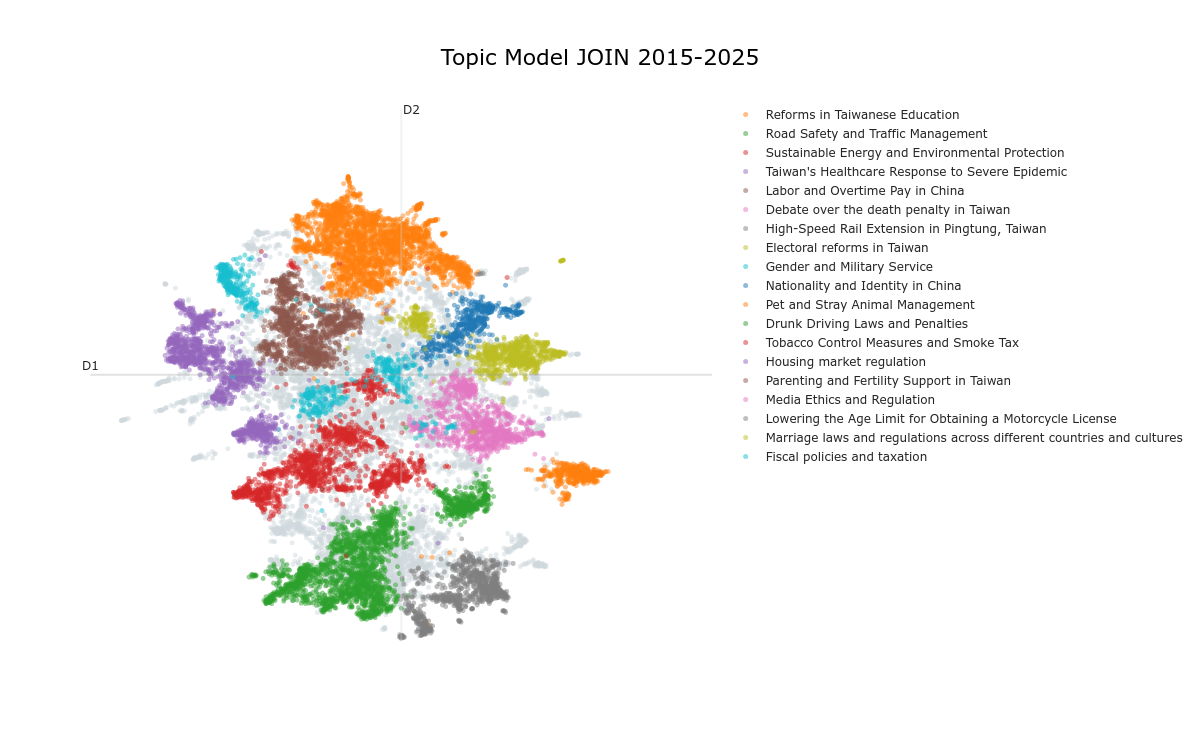 Topic Model JOIN 2015-2025
D2
D1
Reforms in Taiwanese Education
Road Safety and Traffic Management
Sustainable Energy and Environmental Protection
Taiwan's Healthcare Response to Severe Epidemic
Labor and Overtime Pay in China
Debate over the death penalty in Taiwan
High-Speed Rail Extension in Pingtung, Taiwan
Electoral reforms in Taiwan
Gender and Military Service
Nationality and Identity in China
Pet and Stray Animal Management
Drunk Driving Laws and Penalties
Tobacco Control Measures and Smoke Tax
Housing market regulation
Parenting and Fertility Support in Taiwan
Media Ethics and Regulation
Lowering the Age Limit for Obtaining a Motorcycle License
Marriage laws and regulations across different countries and cultures
Fiscal policies and taxation